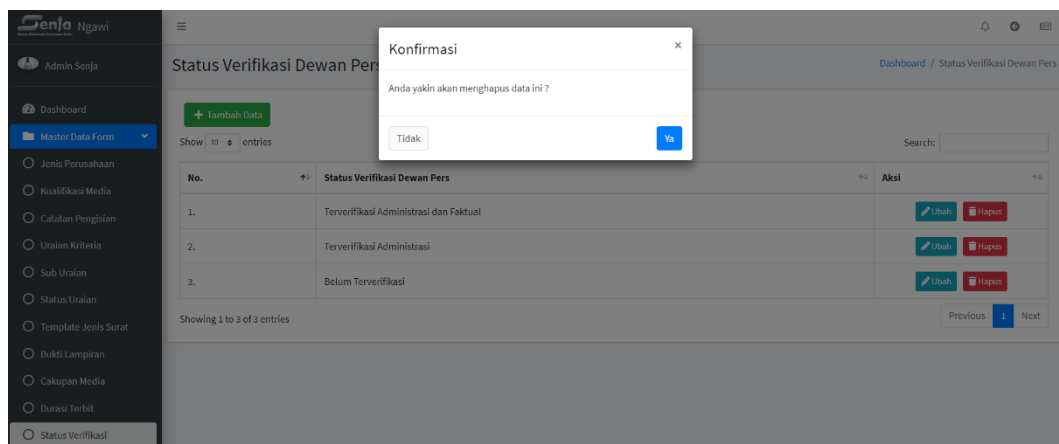 Senja Ngawi
Admin Senja
Dashboard
Master Data Form
Jenis Perusahaan
Kualifikasi Media
Catatan Pengisian
Uraian Kriteria
Sub Uraian
Status Uraian
Template Jenis Surat
Bukti Lampiran
Cakupan Media
Durasi Terbit
Status Verifikasi
Konfirmasi ×
Anda yakin akan menghapus data ini ?
Tidak Ya
Status Verifikasi Dewan Pers
Dashboard / Status Verifikasi Dewan Pers
+ Tambah Data
Show 10 entries Search:
No. Status Verifikasi Dewan Pers Aksi
1. Terverifikasi Administrasi dan Faktual Ubah Hapus
2. Terverifikasi Administrasi Ubah Hapus
3. Belum Terverifikasi Ubah Hapus
Showing 1 to 3 of 3 entries Previous 1 Next